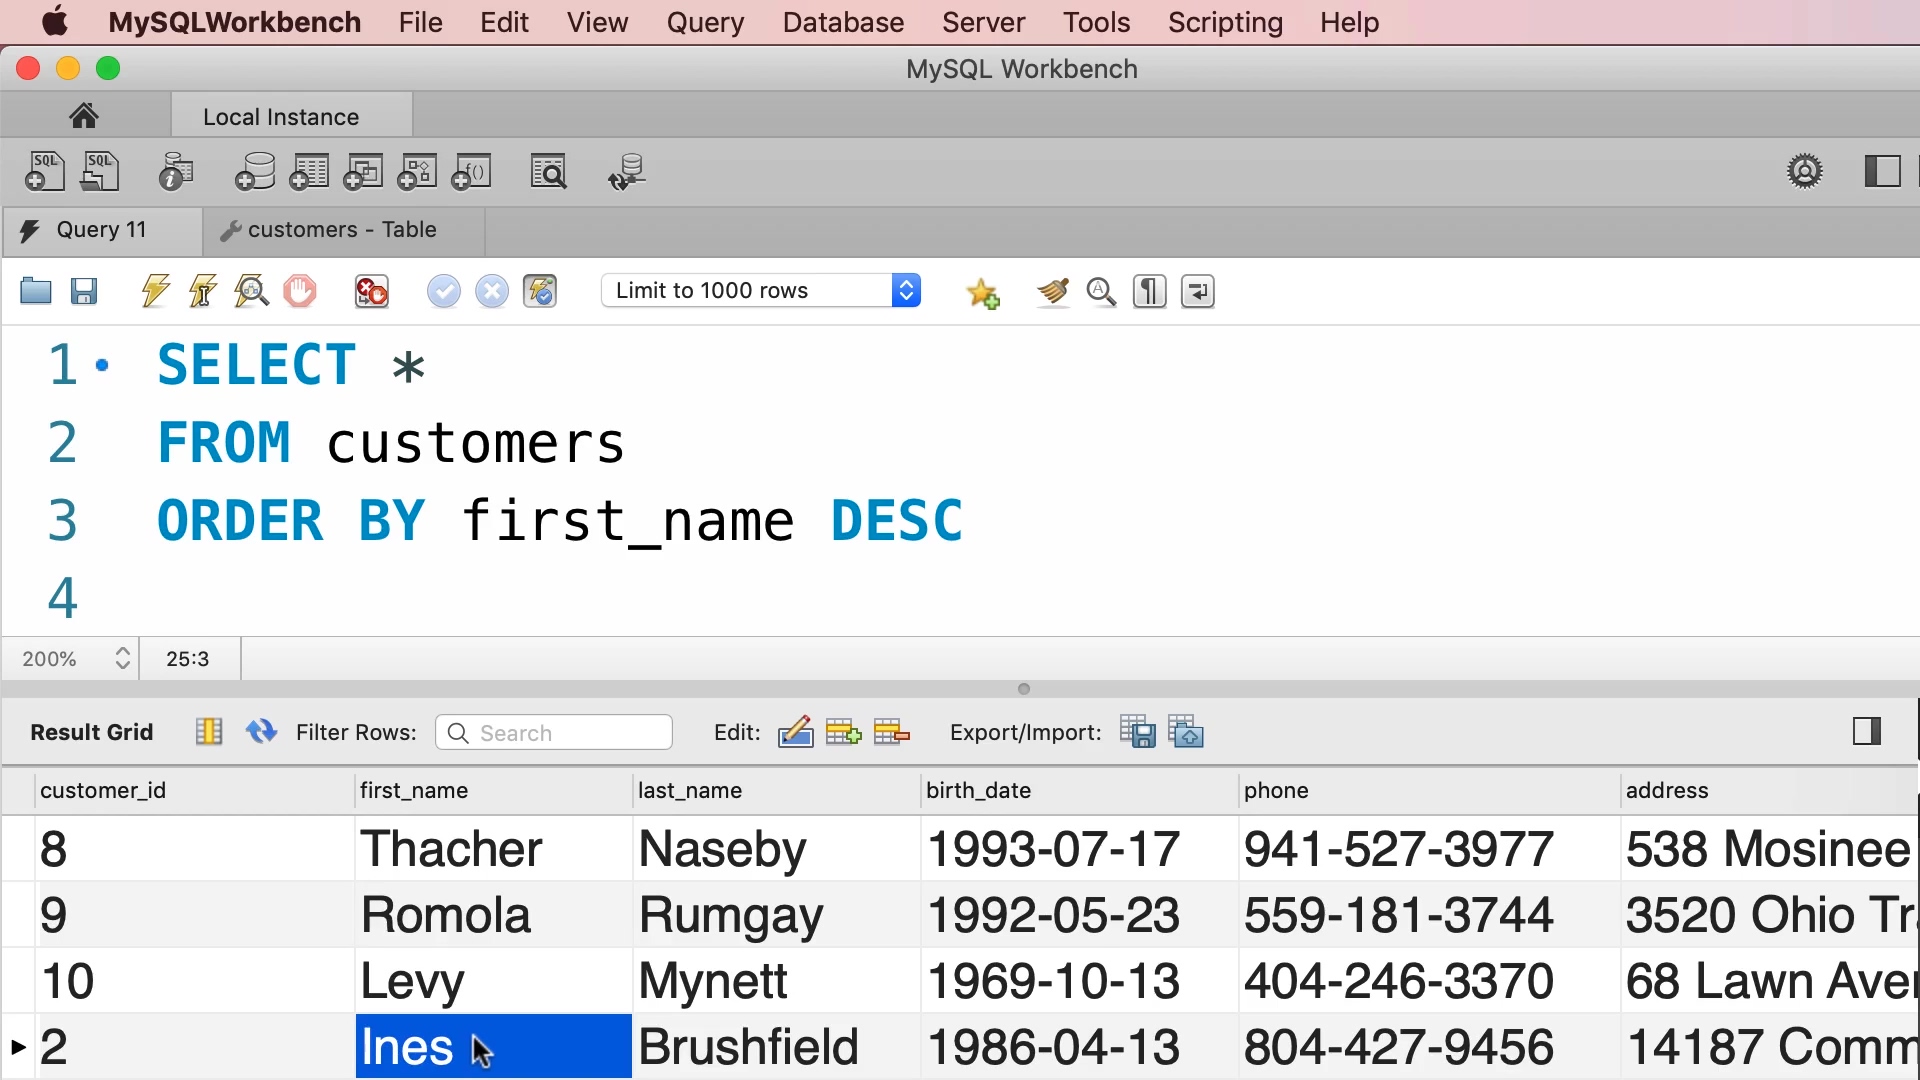 MySQLWorkbench File Edit View Query Database Server Tools Scripting Help
MySQL Workbench
Local Instance
SQL SQL
Query 11 customers - Table
Limit to 1000 rows
1 SELECT *
2 FROM customers
3 ORDER BY first_name DESC
4
200% 25:3
Result Grid Filter Rows: Search Edit: Export/Import:
customer_id first_name last_name birth_date phone address
8 Thacher Naseby 1993-07-17 941-527-3977 538 Mosinee
9 Romola Rumgay 1992-05-23 559-181-3744 3520 Ohio Tr
10 Levy Mynett 1969-10-13 404-246-3370 68 Lawn Ave
2 Ines Brushfield 1986-04-13 804-427-9456 14187 Comm